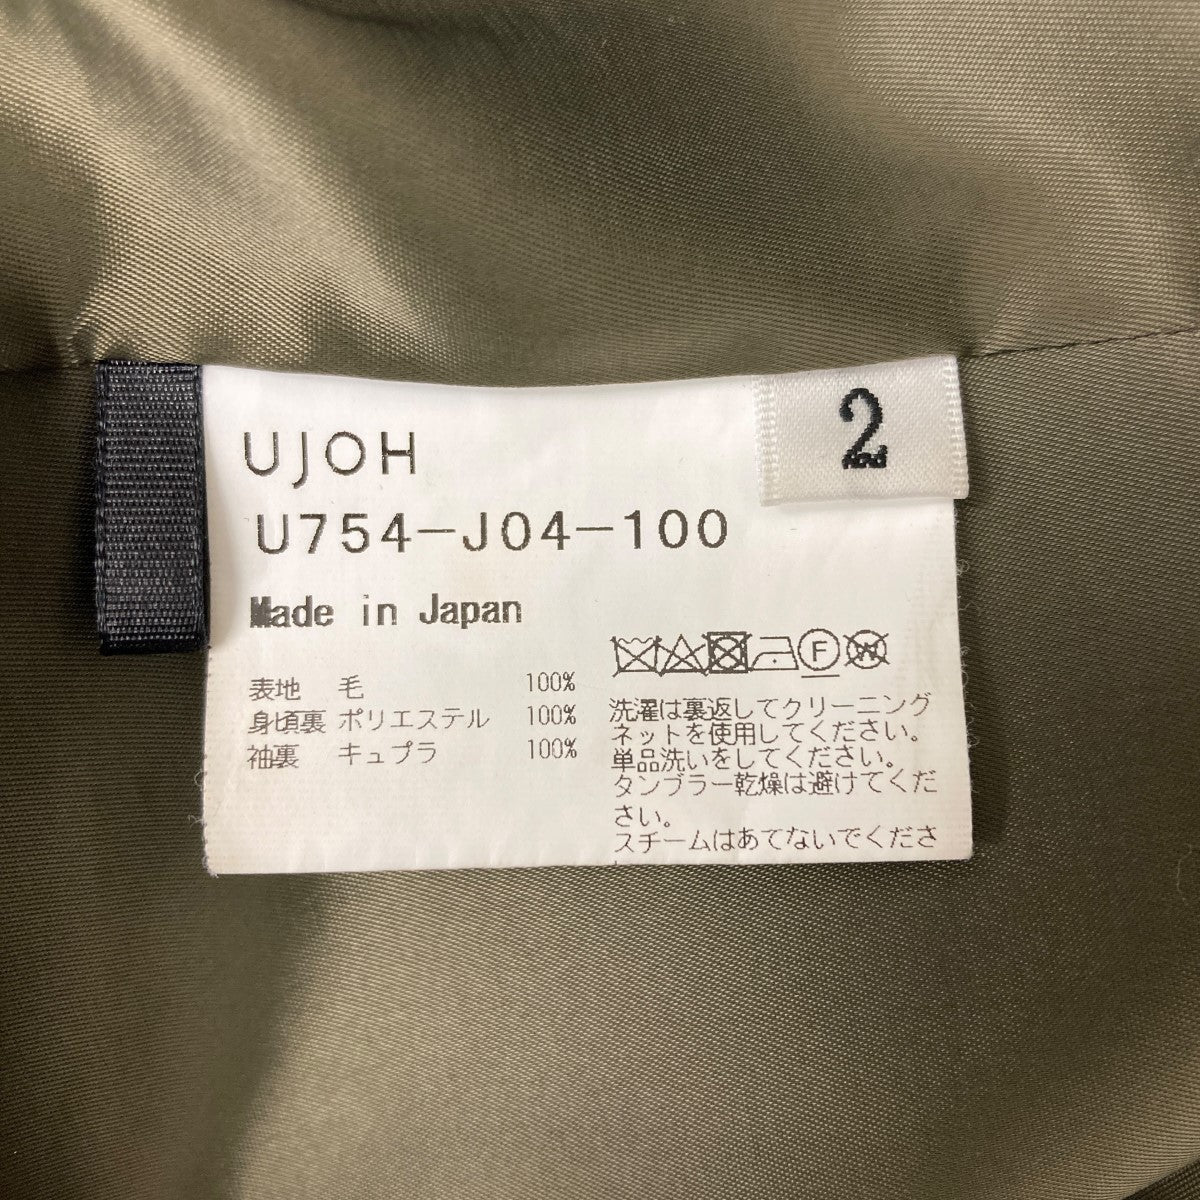 UJOH
2
U754-J04-100
Made in Japan
表地 毛 100%
身頃裏 ポリエステル 100%
袖裏 キュプラ 100%
F
W
洗濯は裏返してクリーニング
ネットを使用してください。
単品洗いをしてください。
タンブラー乾燥は避けてくだ
さい。
スチームはあてないでくださ